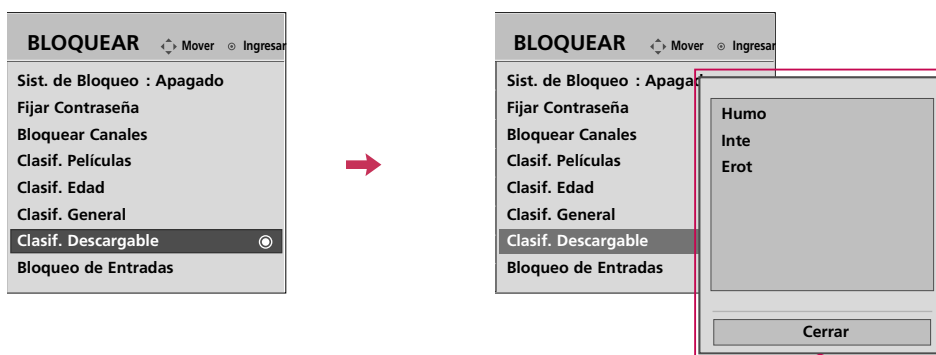 BLOQUEAR Mover Ingresar
Sist. de Bloqueo : Apagado
Fijar Contraseña
Bloquear Canales
Clasif. Películas
Clasif. Edad
Clasif. General
Clasif. Descargable
Bloqueo de Entradas
BLOQUEAR Mover Ingresar
Sist. de Bloqueo : Apagad
Fijar Contraseña
Bloquear Canales
Clasif. Películas
Clasif. Edad
Clasif. General
Clasif. Descargable
Bloqueo de Entradas
Humo
Inte
Erot
Cerrar